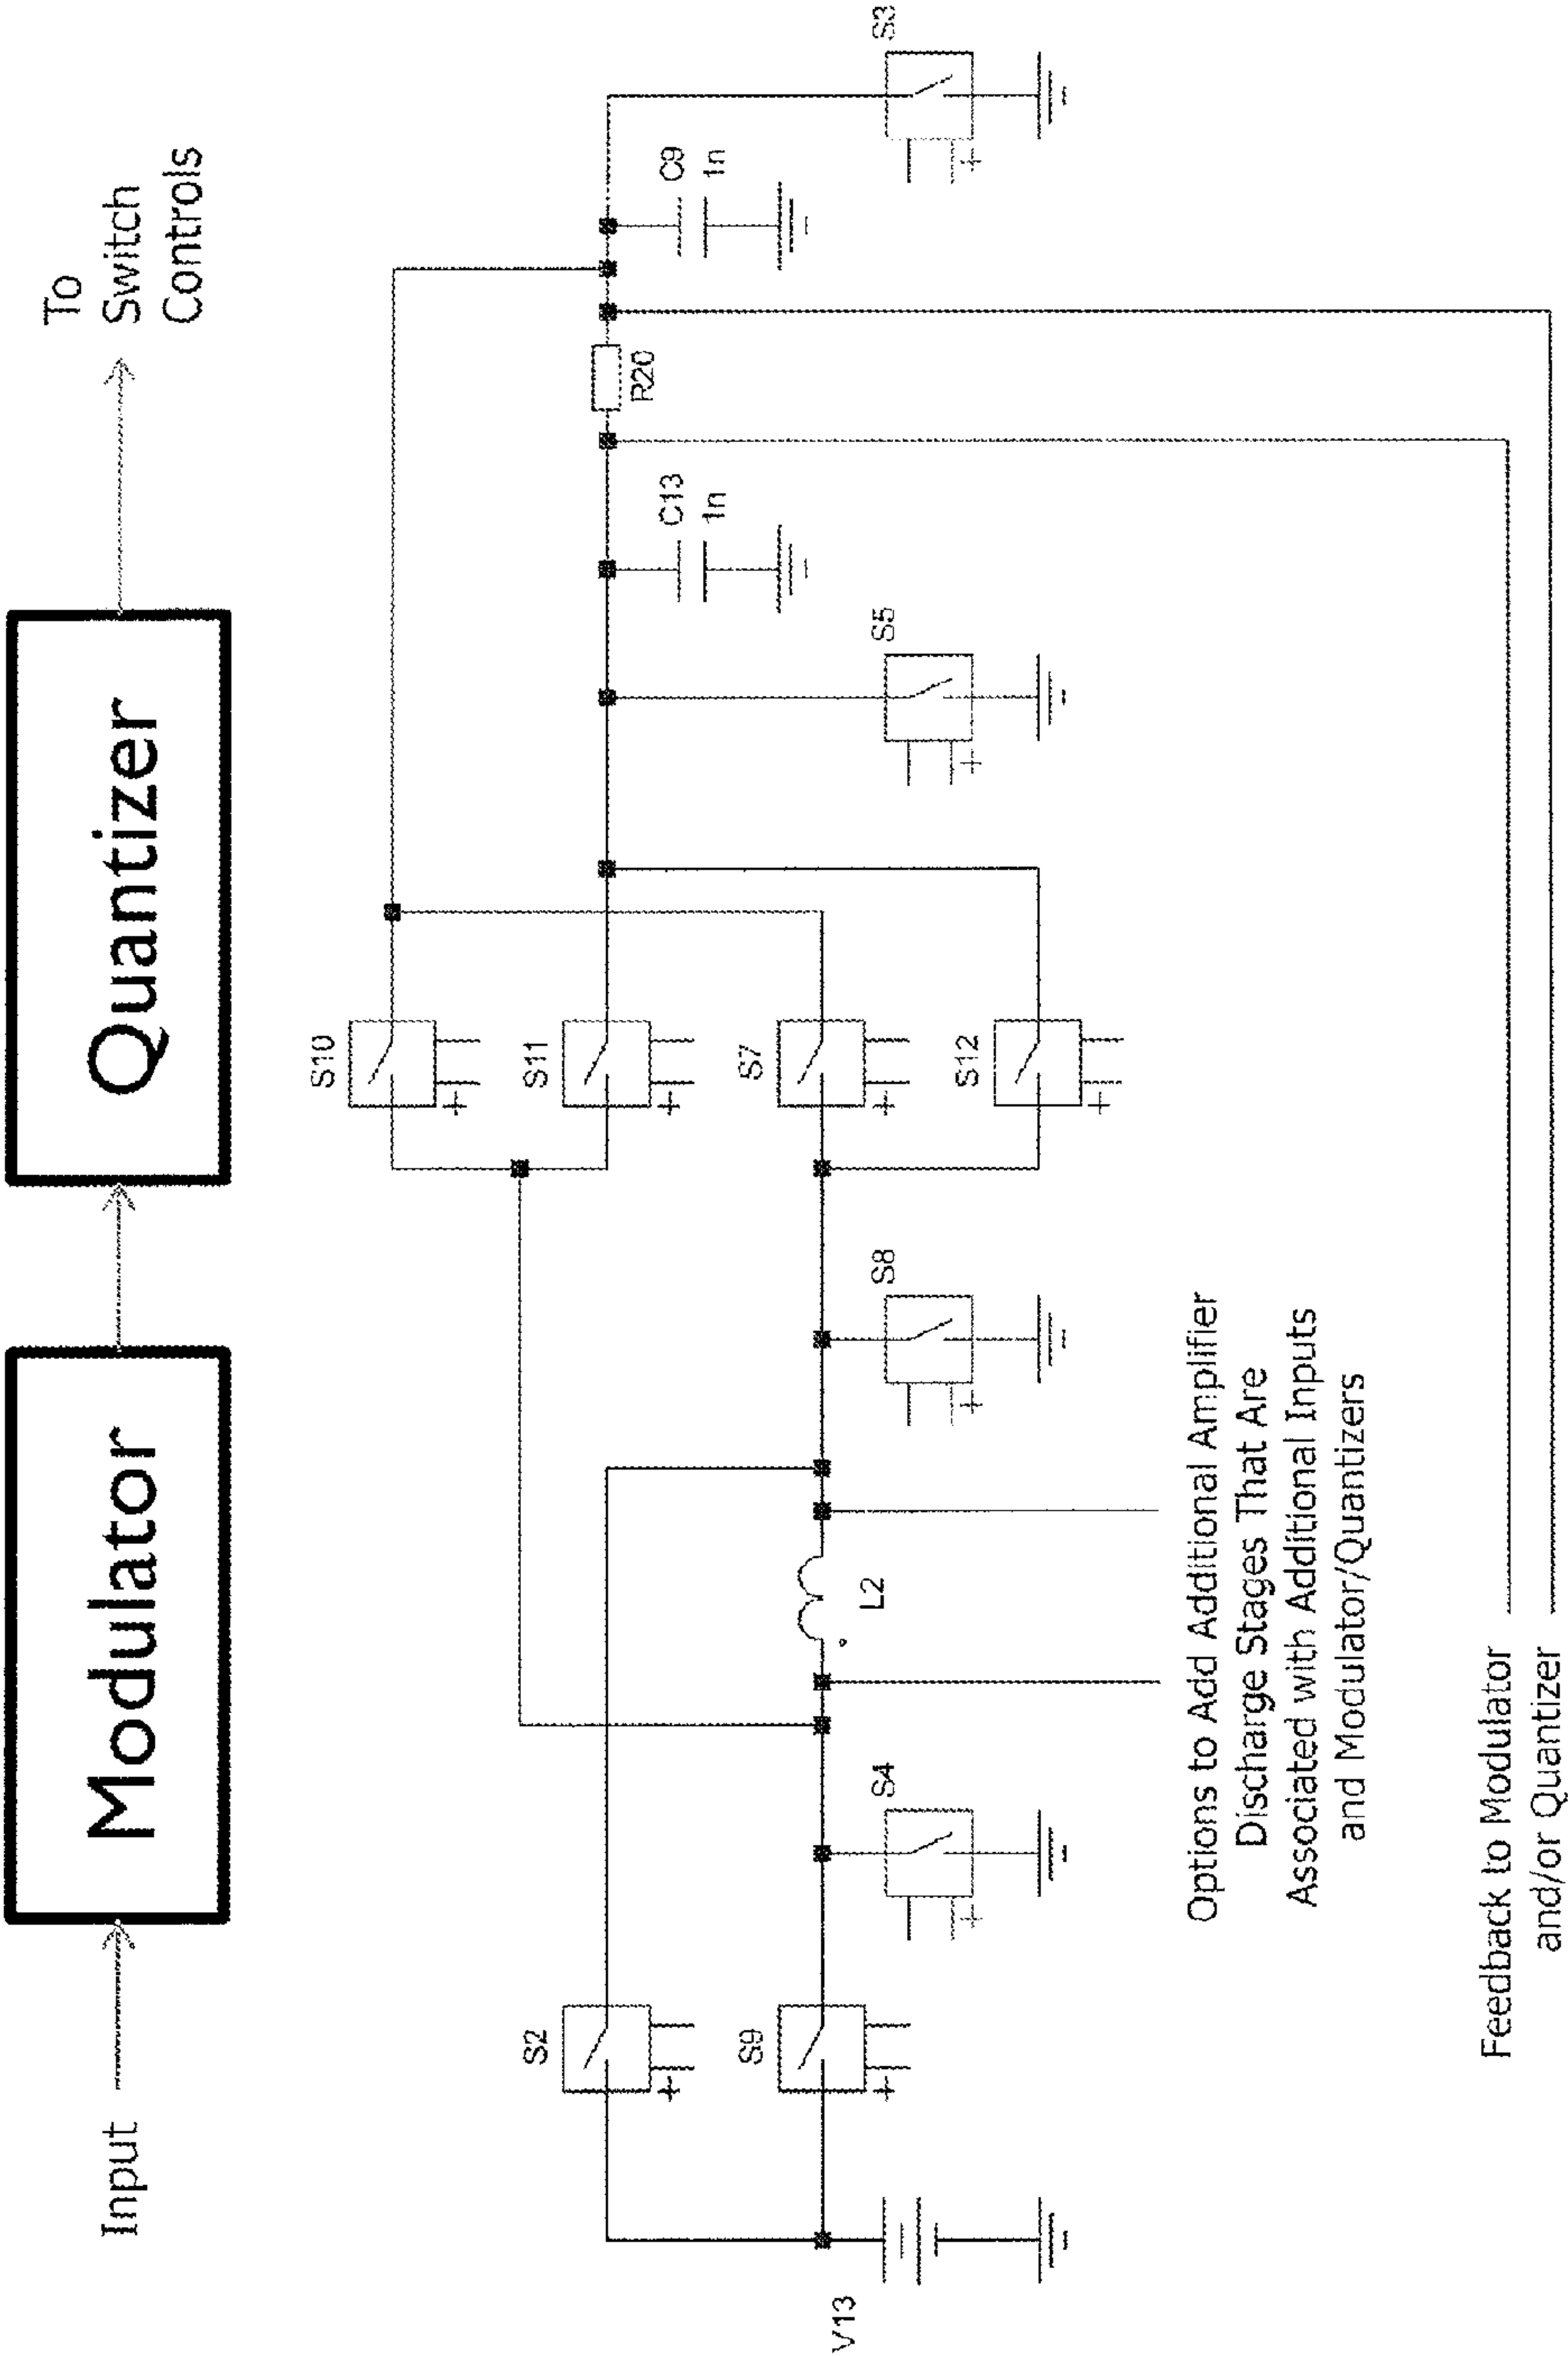 Input
Modulator
Quantizer
To
Switch
Controls
S10
S2
S11
S9
S7
S12
V13
S4
L2
S8
S5
C13
1n
R20
C9
1n
S3
+
+
+
+
+
+
+
+
+
+
Options to Add Additional Amplifier
Discharge Stages That Are
Associated with Additional Inputs
and Modulator/Quantizers
Feedback to Modulator
and/or Quantizer